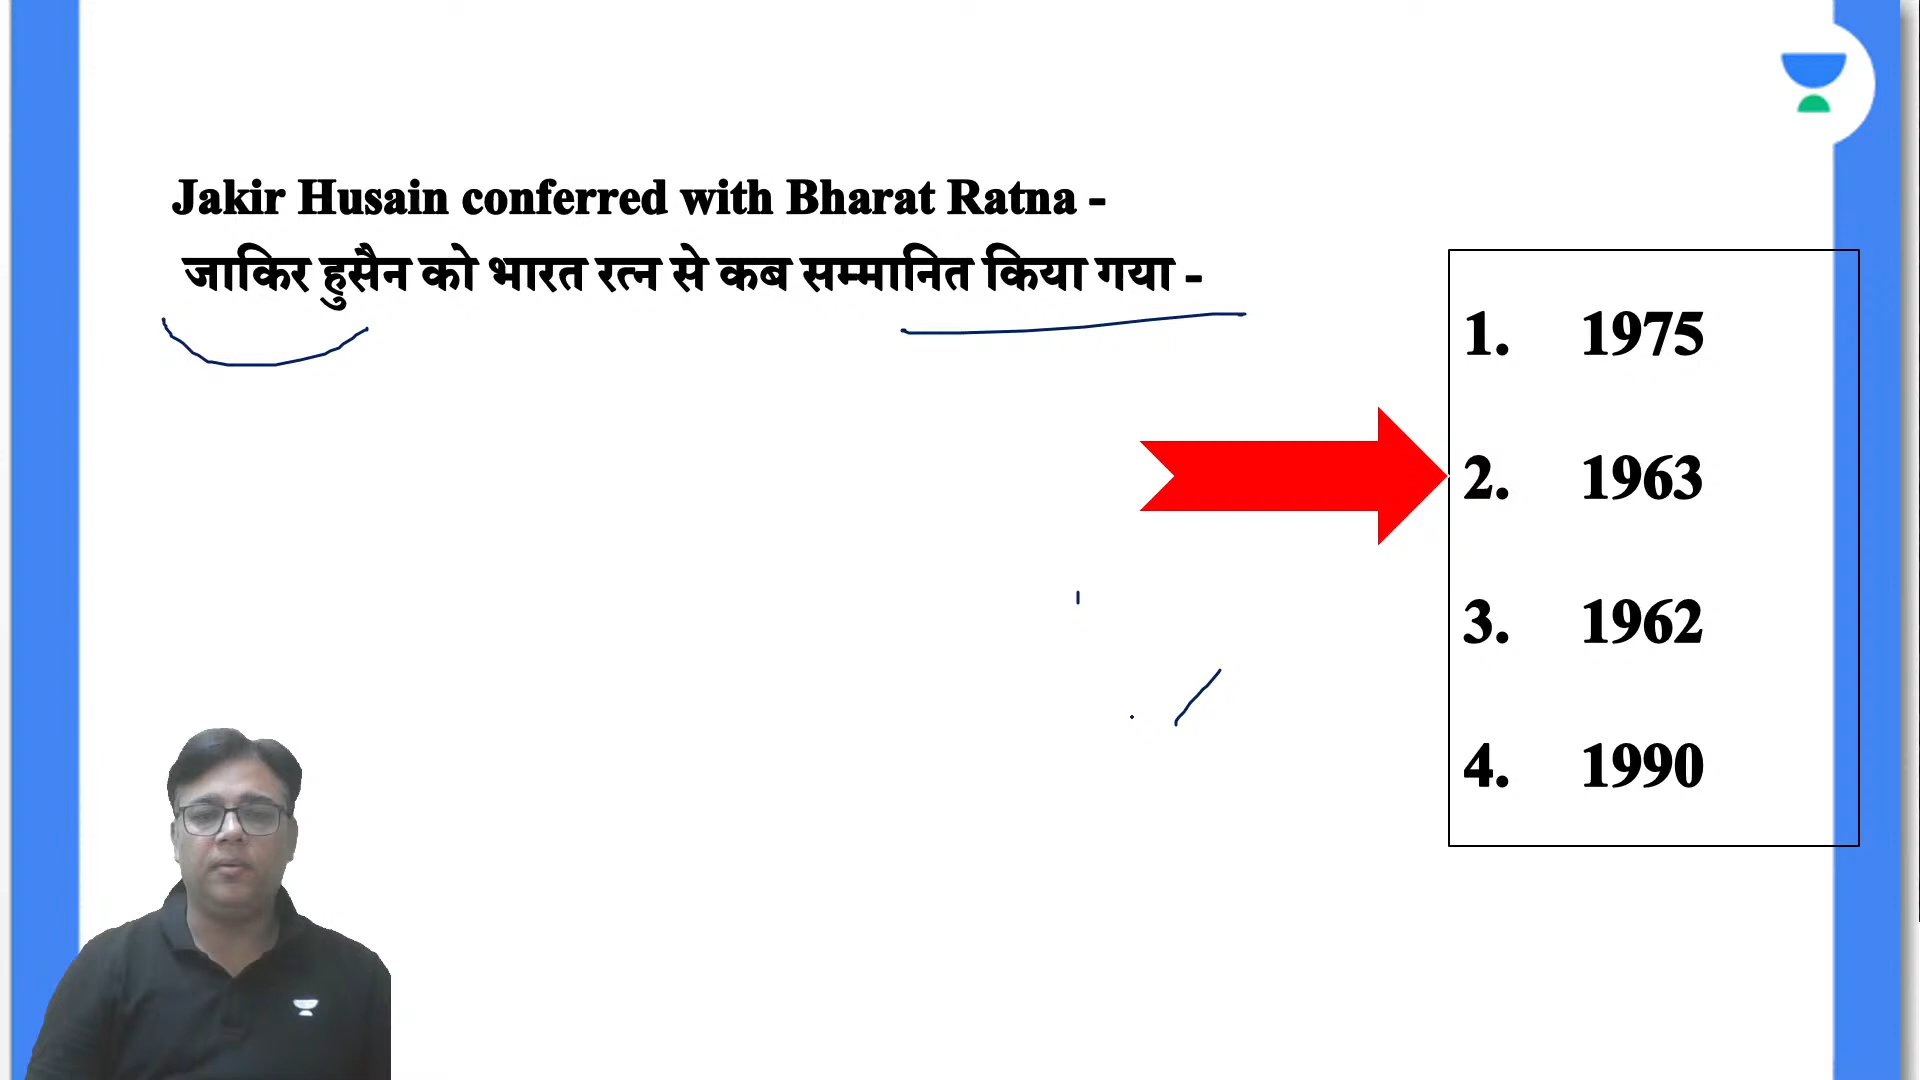 Jakir Husain conferred with Bharat Ratna -
जाकिर हुसैन को भारत रत्न से कब सम्मानित किया गया -
1. 1975
2. 1963
3. 1962
4. 1990